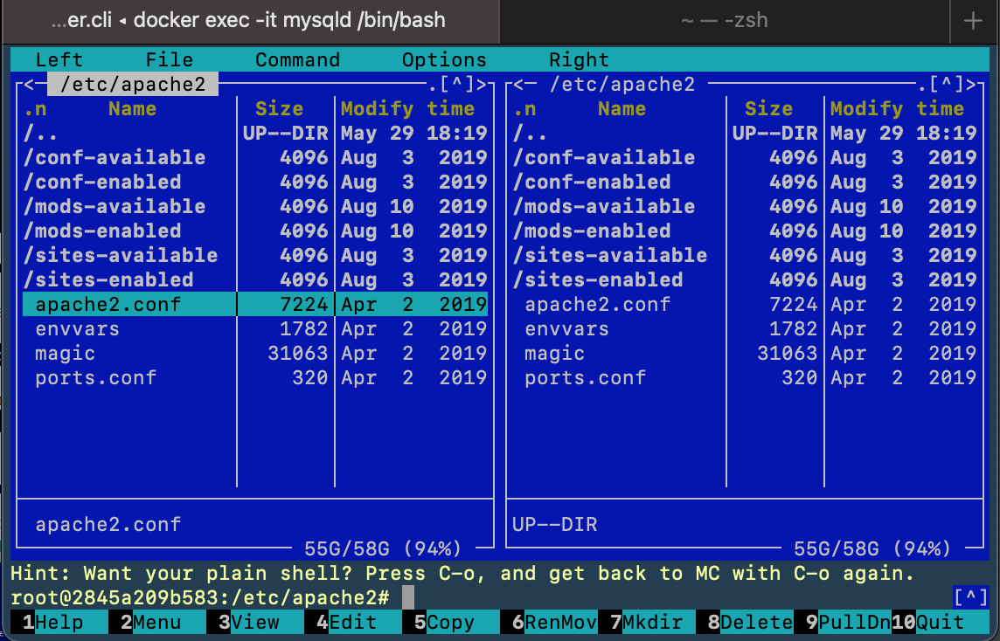 ...er.cli ◂ docker exec -it mysqld /bin/bash ~ — -zsh +
Left File Command Options Right
<─ /etc/apache2 ─.[^]> <─ /etc/apache2 ─.[^]>
.n Name Size Modify time .n Name Size Modify time
/.. UP--DIR May 29 18:19 /.. UP--DIR May 29 18:19
/conf-available 4096 Aug 3 2019 /conf-available 4096 Aug 3 2019
/conf-enabled 4096 Aug 3 2019 /conf-enabled 4096 Aug 3 2019
/mods-available 4096 Aug 10 2019 /mods-available 4096 Aug 10 2019
/mods-enabled 4096 Aug 10 2019 /mods-enabled 4096 Aug 10 2019
/sites-available 4096 Aug 3 2019 /sites-available 4096 Aug 3 2019
/sites-enabled 4096 Aug 3 2019 /sites-enabled 4096 Aug 3 2019
apache2.conf 7224 Apr 2 2019 apache2.conf 7224 Apr 2 2019
envvars 1782 Apr 2 2019 envvars 1782 Apr 2 2019
magic 31063 Apr 2 2019 magic 31063 Apr 2 2019
ports.conf 320 Apr 2 2019 ports.conf 320 Apr 2 2019
apache2.conf UP--DIR
55G/58G (94%) 55G/58G (94%)
Hint: Want your plain shell? Press C-o, and get back to MC with C-o again.
root@2845a209b583:/etc/apache2# [^]
1Help 2Menu 3View 4Edit 5Copy 6RenMov 7Mkdir 8Delete 9PullDn 10Quit